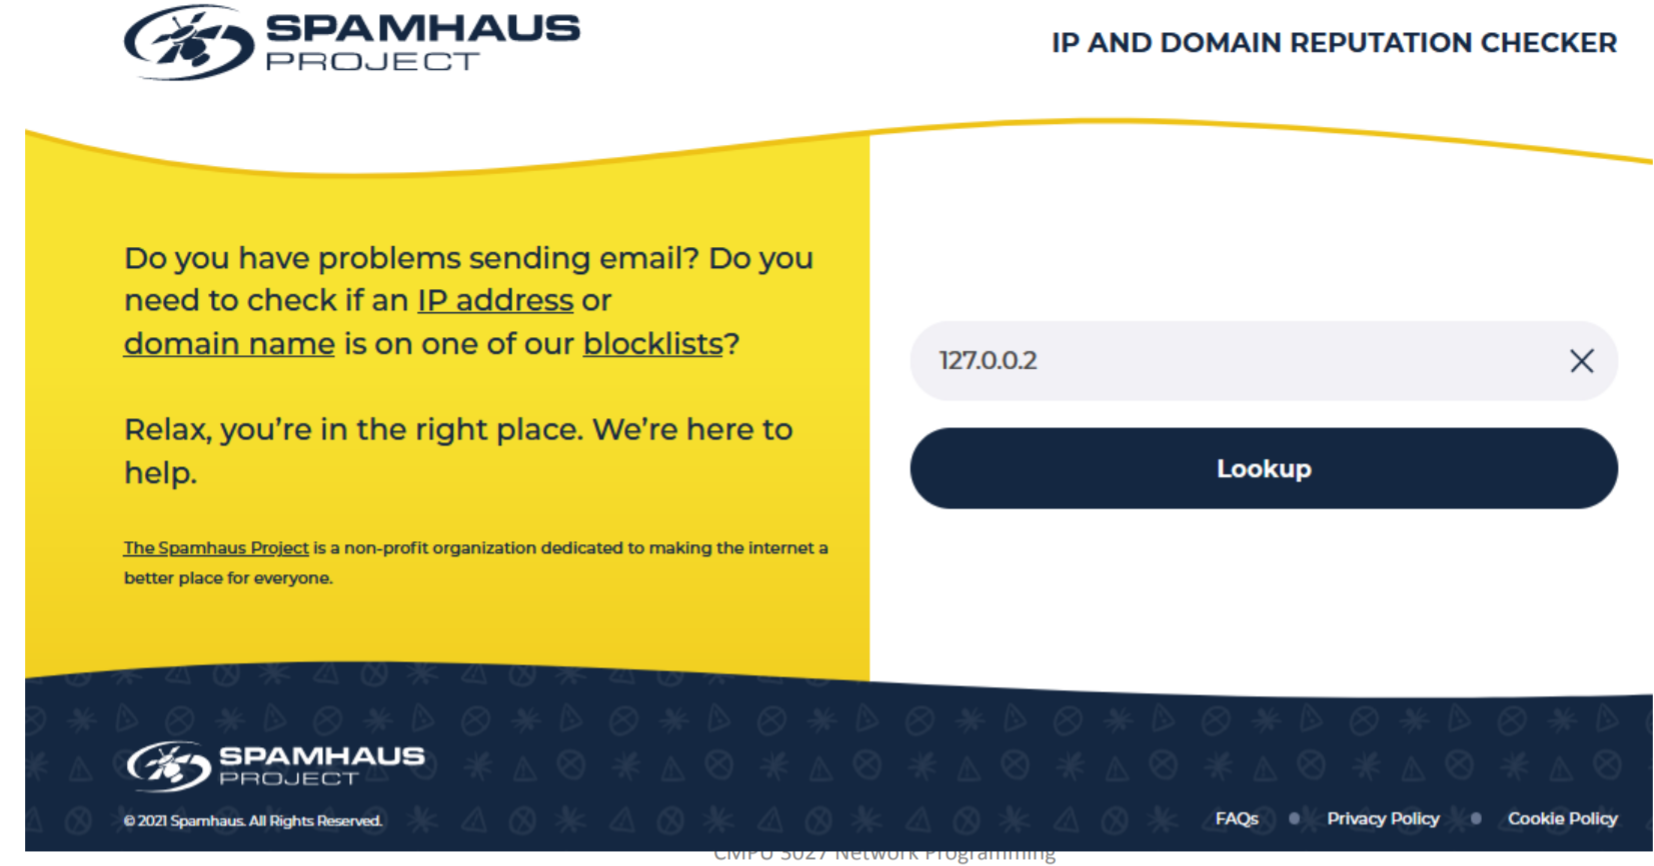 SPAMHAUS
PROJECT
IP AND DOMAIN REPUTATION CHECKER
Do you have problems sending email? Do you
need to check if an IP address or
domain name is on one of our blocklists?
Relax, you're in the right place. We're here to
help.
The Spamhaus Project is a non-profit organization dedicated to making the internet a
better place for everyone.
127.0.0.2
Lookup
SPAMHAUS
PROJECT
© 2021 Spamhaus. All Rights Reserved.
FAQs
Privacy Policy
Cookie Policy
CMPU 3027 Network Programming